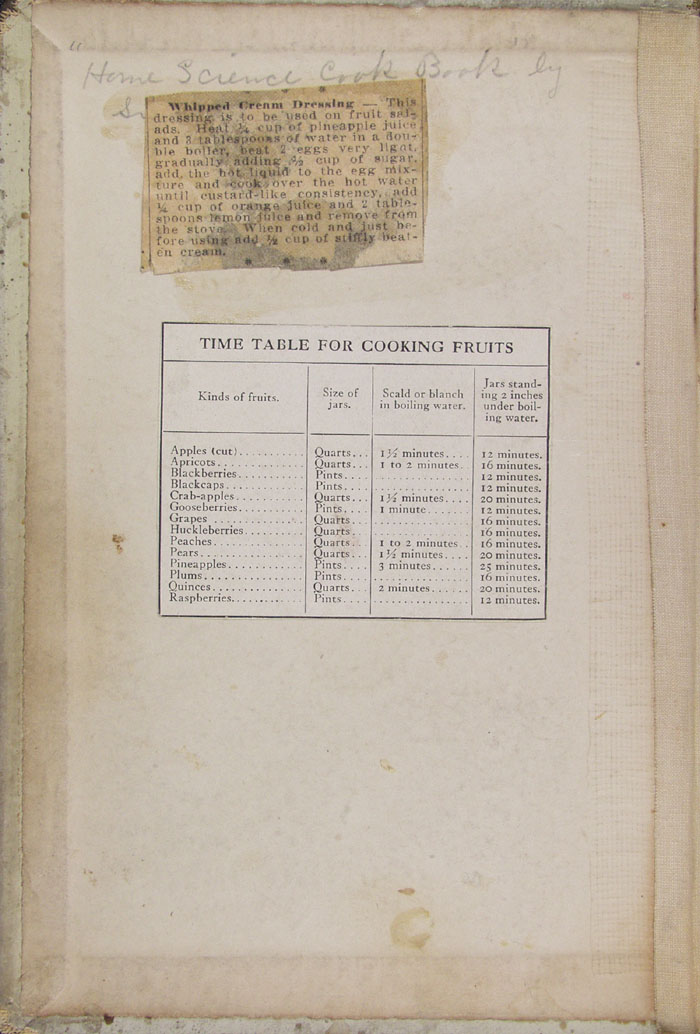 "Home Science Cook Book" by
Whipped Cream Dressing — This
dressing is to be used on fruit sal-
ads. Heat ¼ cup of pineapple juice
and 3 tablespoons of water in a dou-
ble boiler, beat 2 eggs very light,
gradually adding ½ cup of sugar,
add the hot liquid to the egg mix-
ture and cook over the hot water
until custard-like consistency, add
¼ cup of orange juice and 2 table-
spoons lemon juice and remove from
the stove. When cold and just be-
fore using add ½ cup of stiffly beat-
en cream.
TIME TABLE FOR COOKING FRUITS
Kinds of fruits. Size of jars. Scald or blanch in boiling water. Jars stand-ing 2 inches under boil-ing water.
Apples (cut)........... Quarts... 1½ minutes.... 12 minutes.
Apricots............ Quarts... 1 to 2 minutes.. 16 minutes.
Blackberries........... Pints.... ............... 12 minutes.
Blackcaps............ Pints.... ............... 12 minutes.
Crab-apples........... Quarts... 1½ minutes.... 20 minutes.
Gooseberries........... Pints.... 1 minute....... 12 minutes.
Grapes .............. Quarts... ............... 16 minutes.
Huckleberries.......... Quarts... ............... 16 minutes.
Peaches.............. Quarts... 1 to 2 minutes.. 16 minutes.
Pears................ Quarts... 1½ minutes.... 20 minutes.
Pineapples............ Pints.... 3 minutes...... 25 minutes.
Plums................ Pints.... ............... 16 minutes.
Quinces.............. Quarts... 2 minutes...... 20 minutes.
Raspberries............ Pints.... ............... 12 minutes.